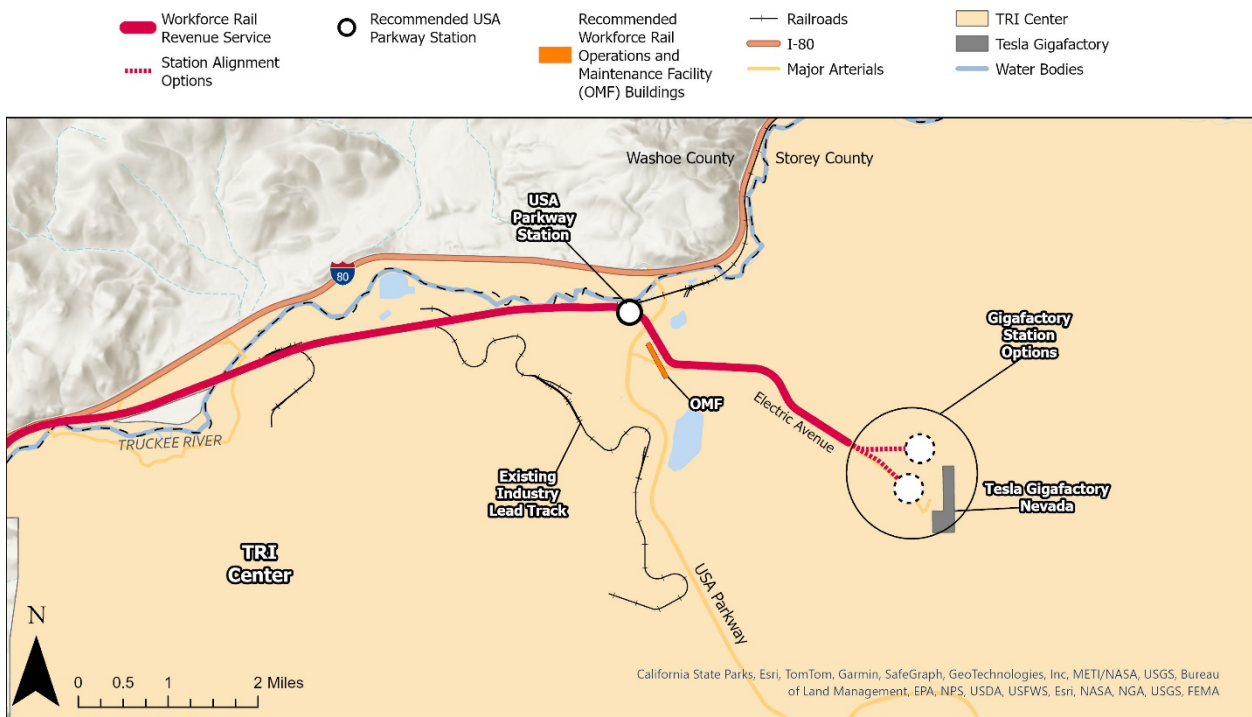 Workforce Rail
Revenue Service
Station Alignment
Options
Recommended USA
Parkway Station
Recommended
Workforce Rail
Operations and
Maintenance Facility
(OMF) Buildings
Railroads
I-80
Major Arterials
TRI Center
Tesla Gigafactory
Water Bodies
Washoe County
Storey County
USA
Parkway
Station
80
Gigafactory
Station
Options
OMF
Electric Avenue
TRUCKEE RIVER
Existing
Industry
Lead Track
Tesla Gigafactory
Nevada
TRI
Center
USA Parkway
N
0 0.5 1 2 Miles
California State Parks, Esri, TomTom, Garmin, SafeGraph, GeoTechnologies, Inc, METI/NASA, USGS, Bureau
of Land Management, EPA, NPS, USDA, USFWS, Esri, NASA, NGA, USGS, FEMA